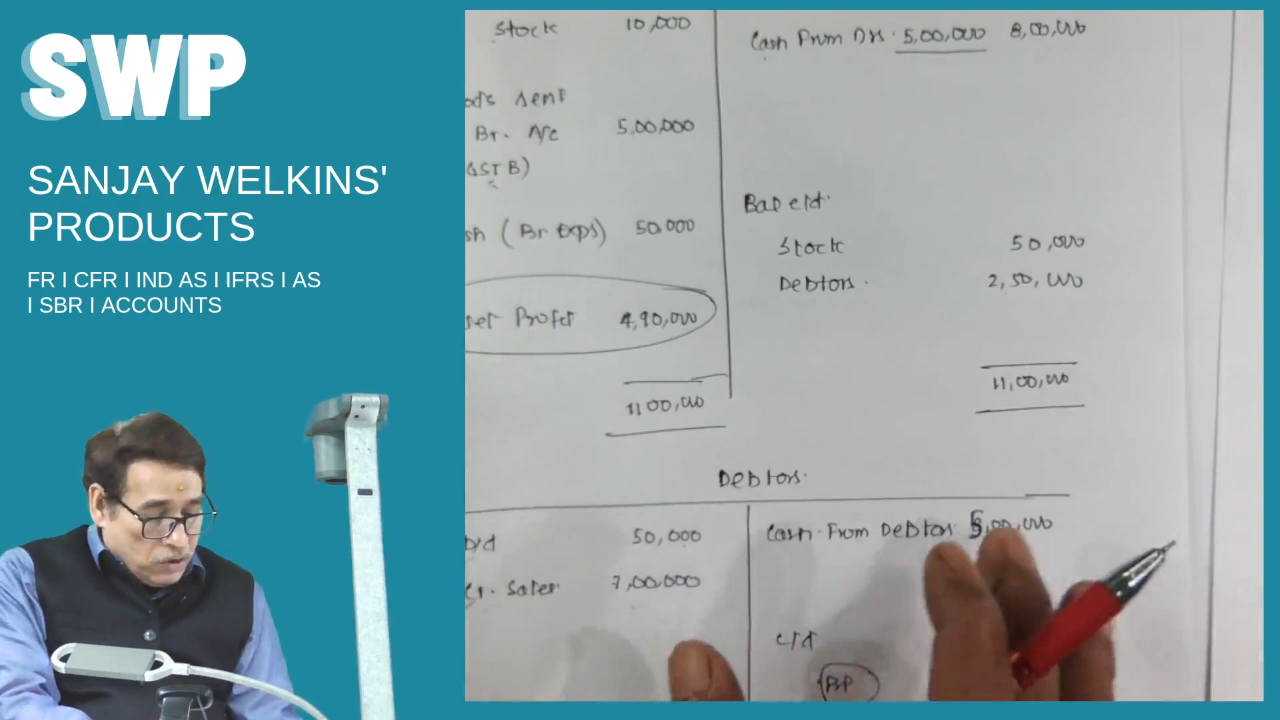 SWP
SANJAY WELKINS'
PRODUCTS
FR I CFR I IND AS I IFRS I AS
I SBR I ACCOUNTS
Stock 10,000
sent
Br. A/c 5,00,000
GST B)
(Br Exps) 50,000
Profit 4,90,000
11,00,000
Cash From Drs. 5,00,000 8,00,000
Stock 50,000
Debtors. 2,50,000
11,00,000
Debtors.
b/d 50,000
Cr. Sales. 7,00,000
Cash From Debtors 5,00,000
c/d
BP